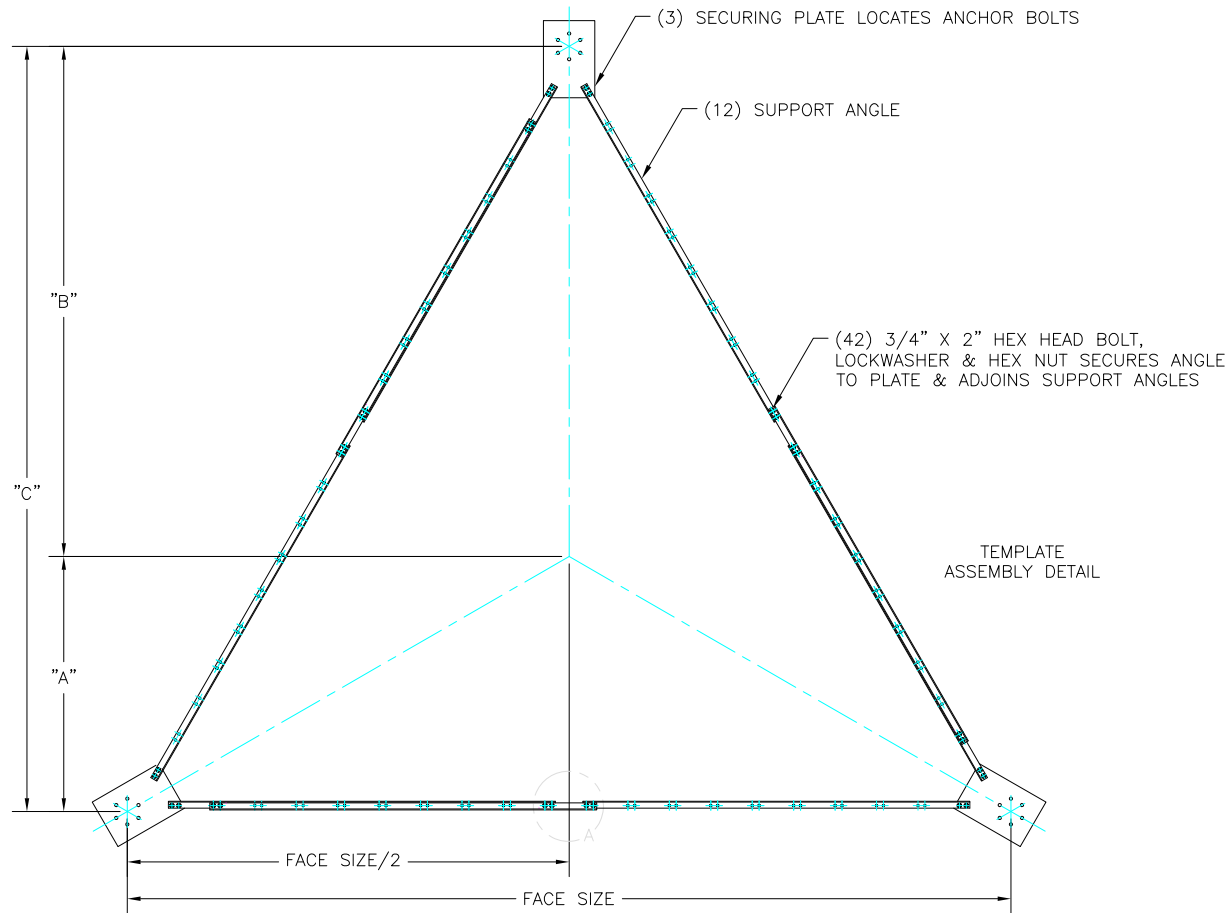 (3) SECURING PLATE LOCATES ANCHOR BOLTS
(12) SUPPORT ANGLE
"B"
(42) 3/4" X 2" HEX HEAD BOLT,
LOCKWASHER & HEX NUT SECURES ANGLE
TO PLATE & ADJOINS SUPPORT ANGLES
"C"
TEMPLATE
ASSEMBLY DETAIL
"A"
A
FACE SIZE/2
FACE SIZE